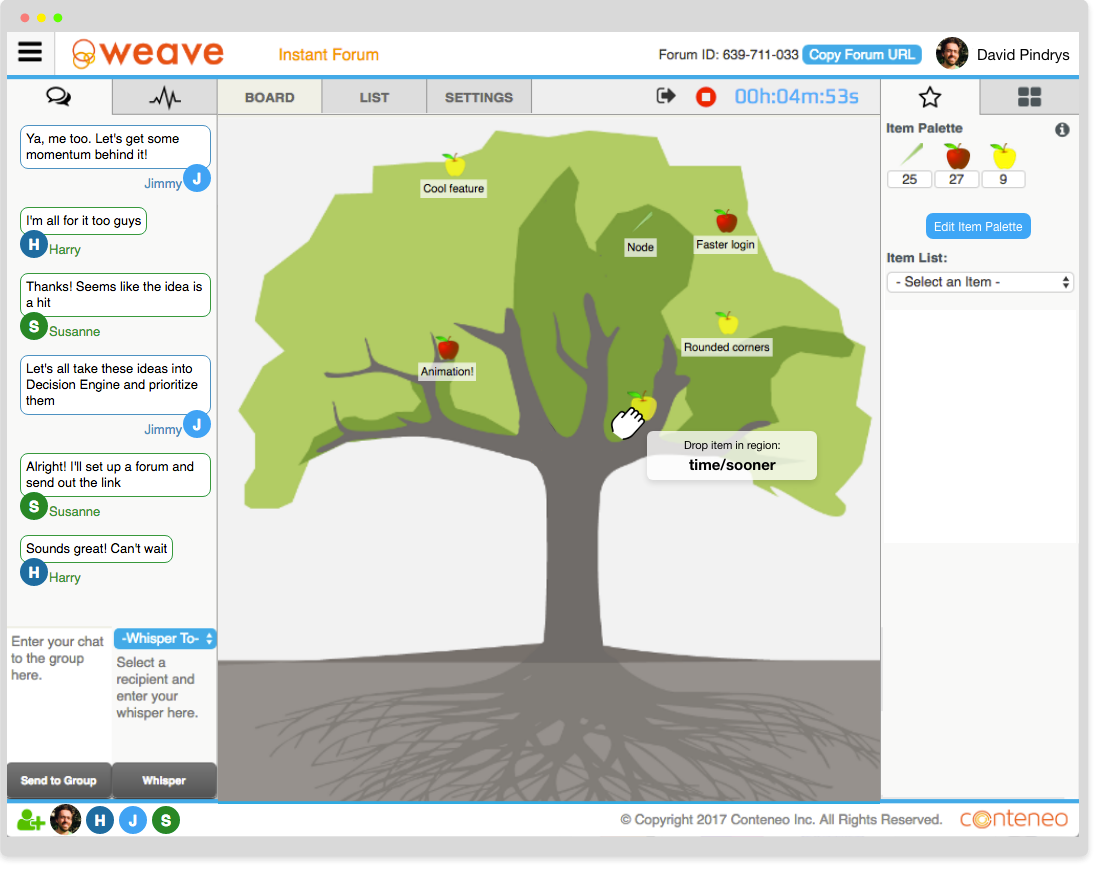 weave
Instant Forum
Forum ID: 639-711-033
Copy Forum URL
David Pindrys
BOARD
LIST
SETTINGS
00h:04m:53s
Ya, me too. Let's get some
momentum behind it!
Jimmy
J
I'm all for it too guys
H
Harry
Thanks! Seems like the idea is
a hit
S
Susanne
Let's all take these ideas into
Decision Engine and prioritize
them
Jimmy
J
Alright! I'll set up a forum and
send out the link
S
Susanne
Sounds great! Can't wait
H
Harry
Enter your chat
to the group
here.
-Whisper To-
Select a
recipient and
enter your
whisper here.
Send to Group
Whisper
Cool feature
Node
Faster login
Rounded corners
Animation!
Drop item in region:
time/sooner
Item Palette
25
27
9
Edit Item Palette
Item List:
- Select an Item -
H
J
S
© Copyright 2017 Conteneo Inc. All Rights Reserved.
conteneo